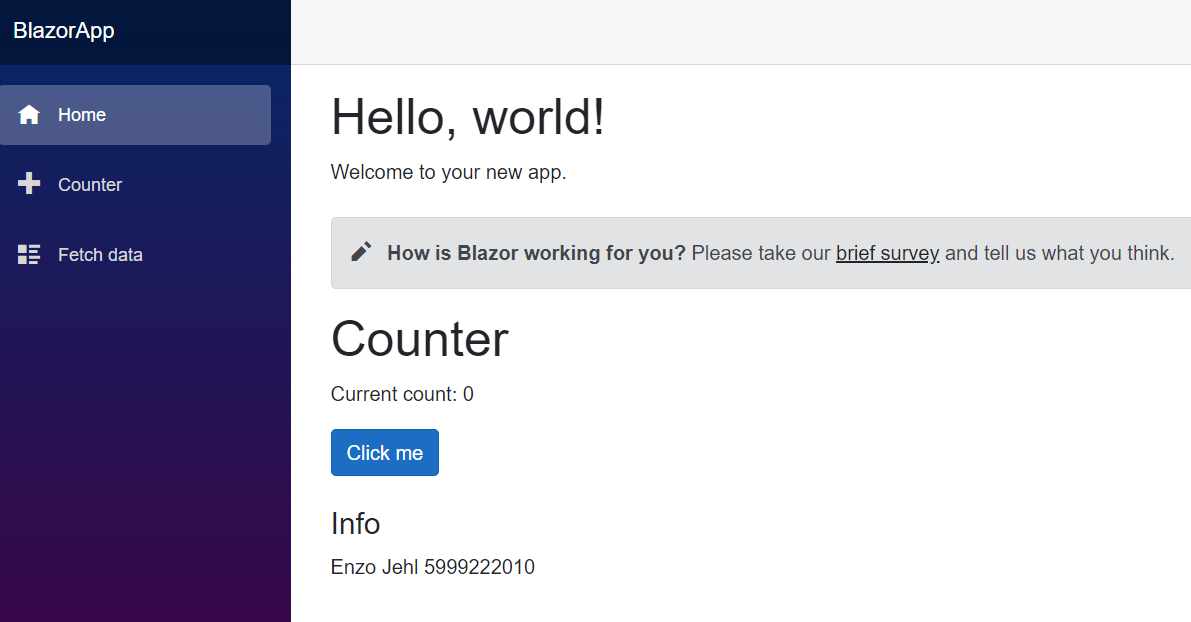 BlazorApp
Home
Counter
Fetch data
Hello, world!
Welcome to your new app.
How is Blazor working for you? Please take our brief survey and tell us what you think.
Counter
Current count: 0
Click me
Info
Enzo Jehl 5999222010